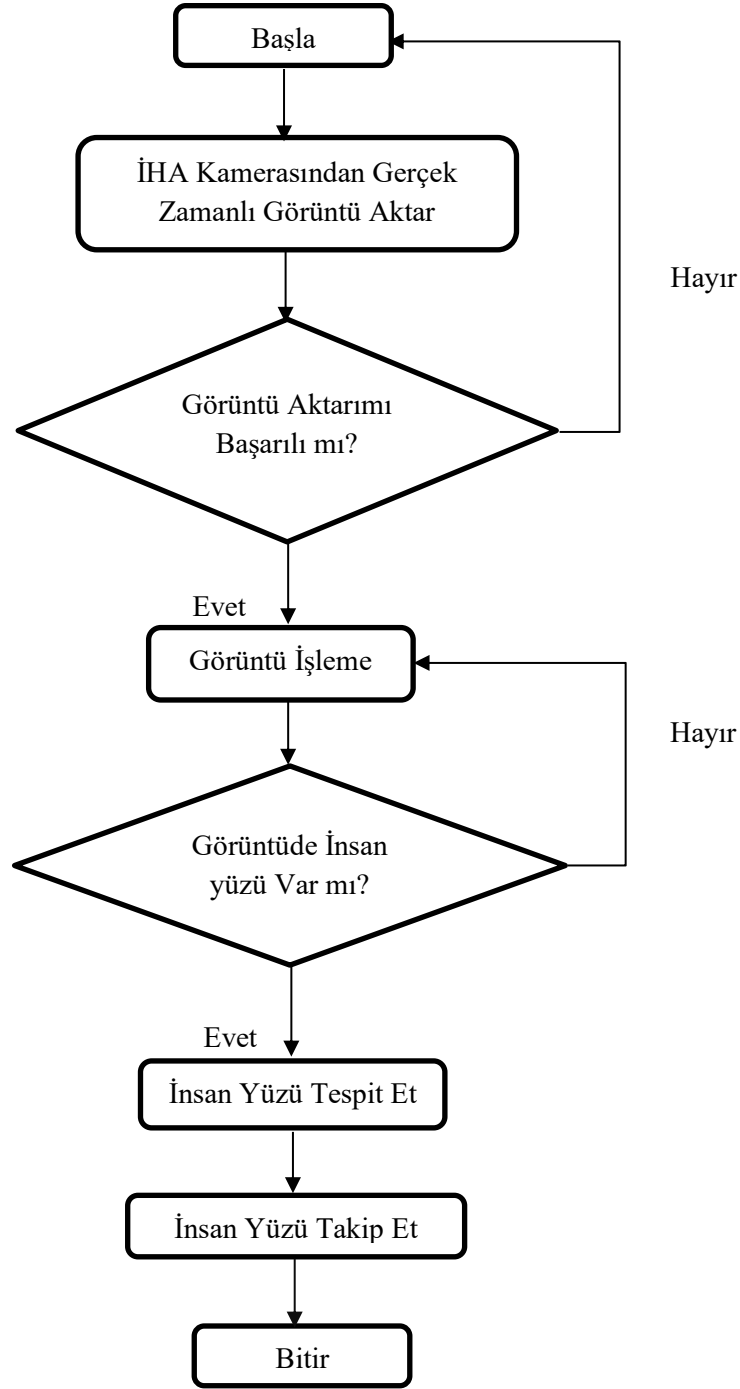 Başla
İHA Kamerasından Gerçek
Zamanlı Görüntü Aktar
Hayır
Görüntü Aktarımı
Başarılı mı?
Evet
Görüntü İşleme
Hayır
Görüntüde İnsan
yüzü Var mı?
Evet
İnsan Yüzü Tespit Et
İnsan Yüzü Takip Et
Bitir